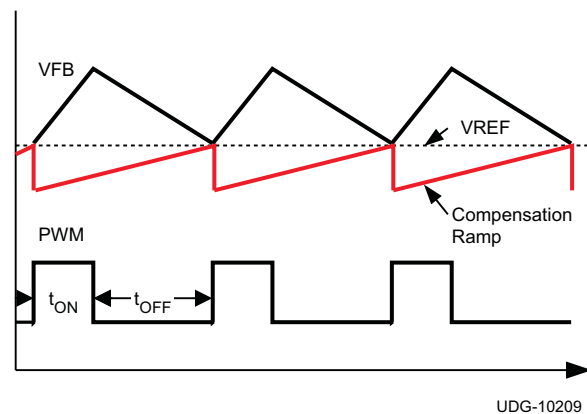 VFB
VREF
Compensation
Ramp
PWM
tON
tOFF
UDG-10209